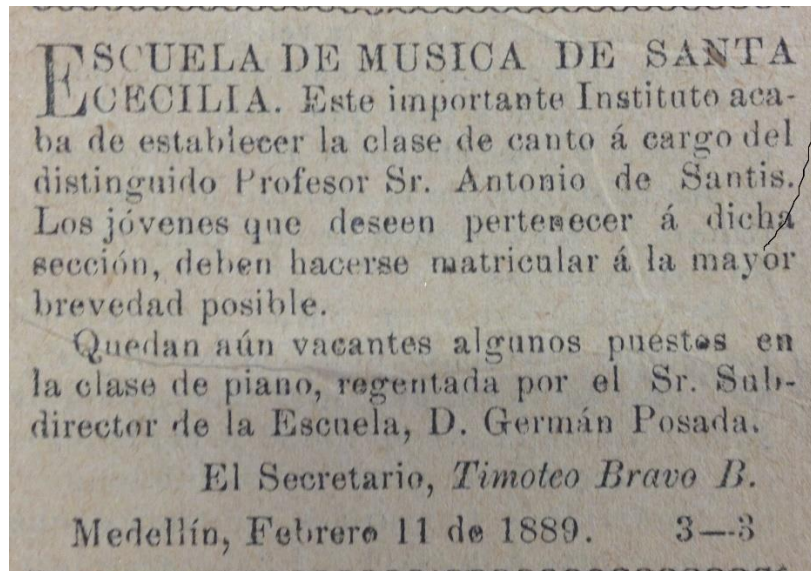 ESCUELA DE MUSICA DE SANTA
CECILIA. Este importante Instituto aca-
ba de establecer la clase de canto á cargo del
distinguido Profesor Sr. Antonio de Santis.
Los jóvenes que deseen pertenecer á dicha
sección, deben hacerse matricular á la mayor
brevedad posible.
Quedan aún vacantes algunos puestos en
la clase de piano, regentada por el Sr. Sub-
director de la Escuela, D. Germán Posada.
El Secretario, Timoteo Bravo B.
Medellín, Febrero 11 de 1889. 3—3